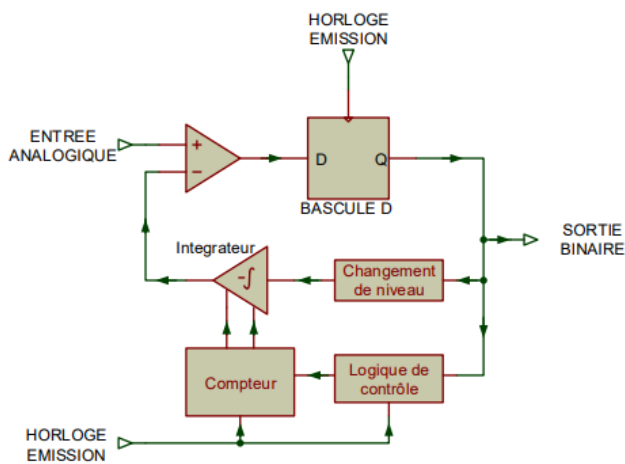 HORLOGE
EMISSION
ENTREE
ANALOGIQUE
+
−
D
Q
BASCULE D
SORTIE
BINAIRE
Integrateur
-∫
Changement
de niveau
Compteur
Logique de
contrôle
HORLOGE
EMISSION